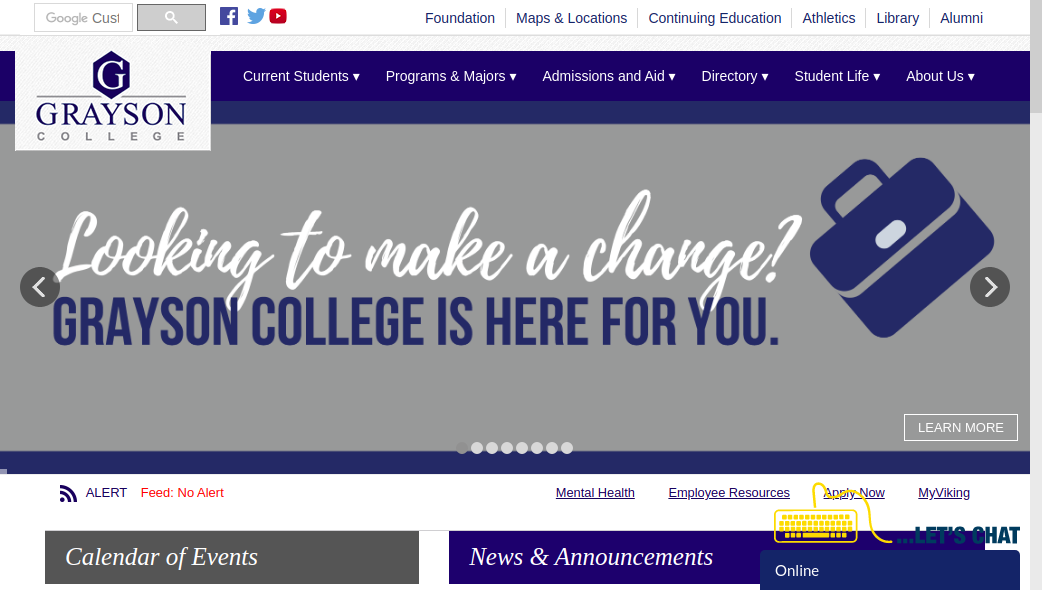 Google Cust
Foundation
Maps & Locations
Continuing Education
Athletics
Library
Alumni
G
GRAYSON
COLLEGE
Current Students ▾
Programs & Majors ▾
Admissions and Aid ▾
Directory ▾
Student Life ▾
About Us ▾
Looking to make a change?
GRAYSON COLLEGE IS HERE FOR YOU.
LEARN MORE
ALERT
Feed: No Alert
Mental Health
Employee Resources
Apply Now
MyViking
...LET'S CHAT
Calendar of Events
News & Announcements
Online